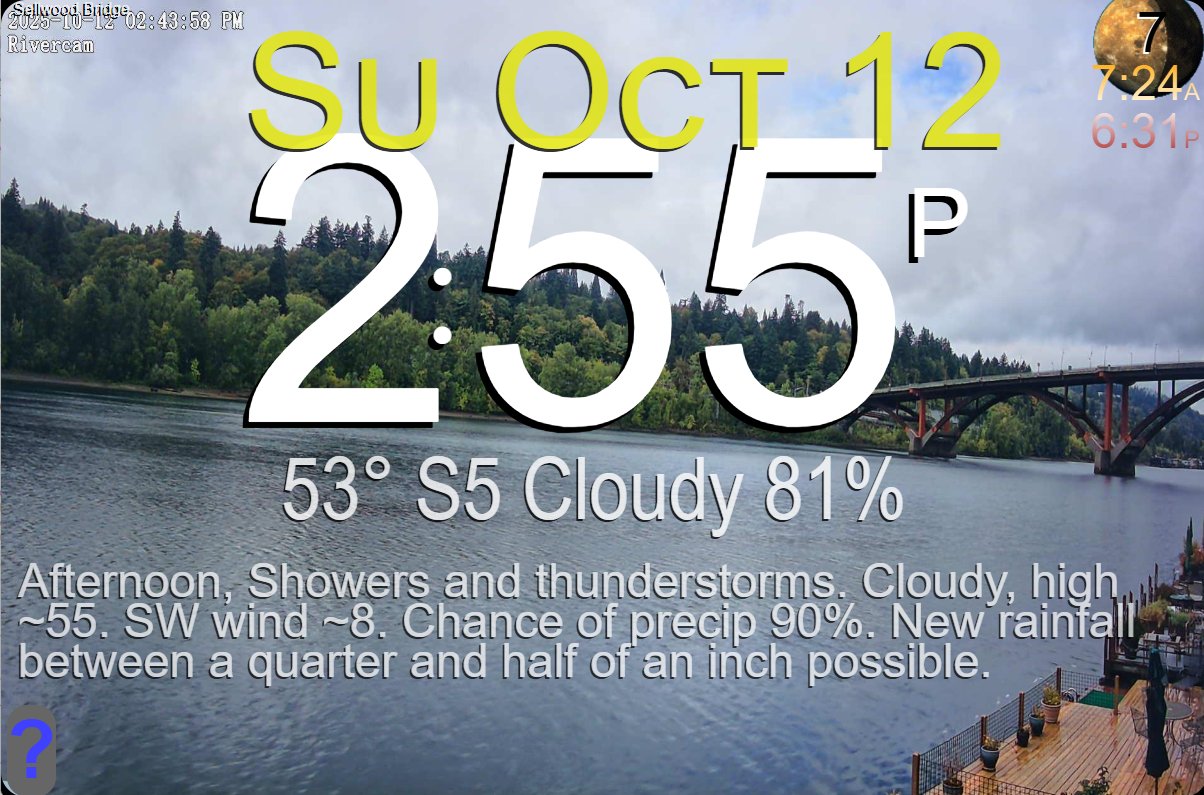 Sellwood Bridge
2025-10-12 02:43:58 PM
Rivercam
Su Oct 12
7
7:24A
6:31P
2:55 P
53° S5 Cloudy 81%
Afternoon, Showers and thunderstorms. Cloudy, high
~55. SW wind ~8. Chance of precip 90%. New rainfall
between a quarter and half of an inch possible.
?